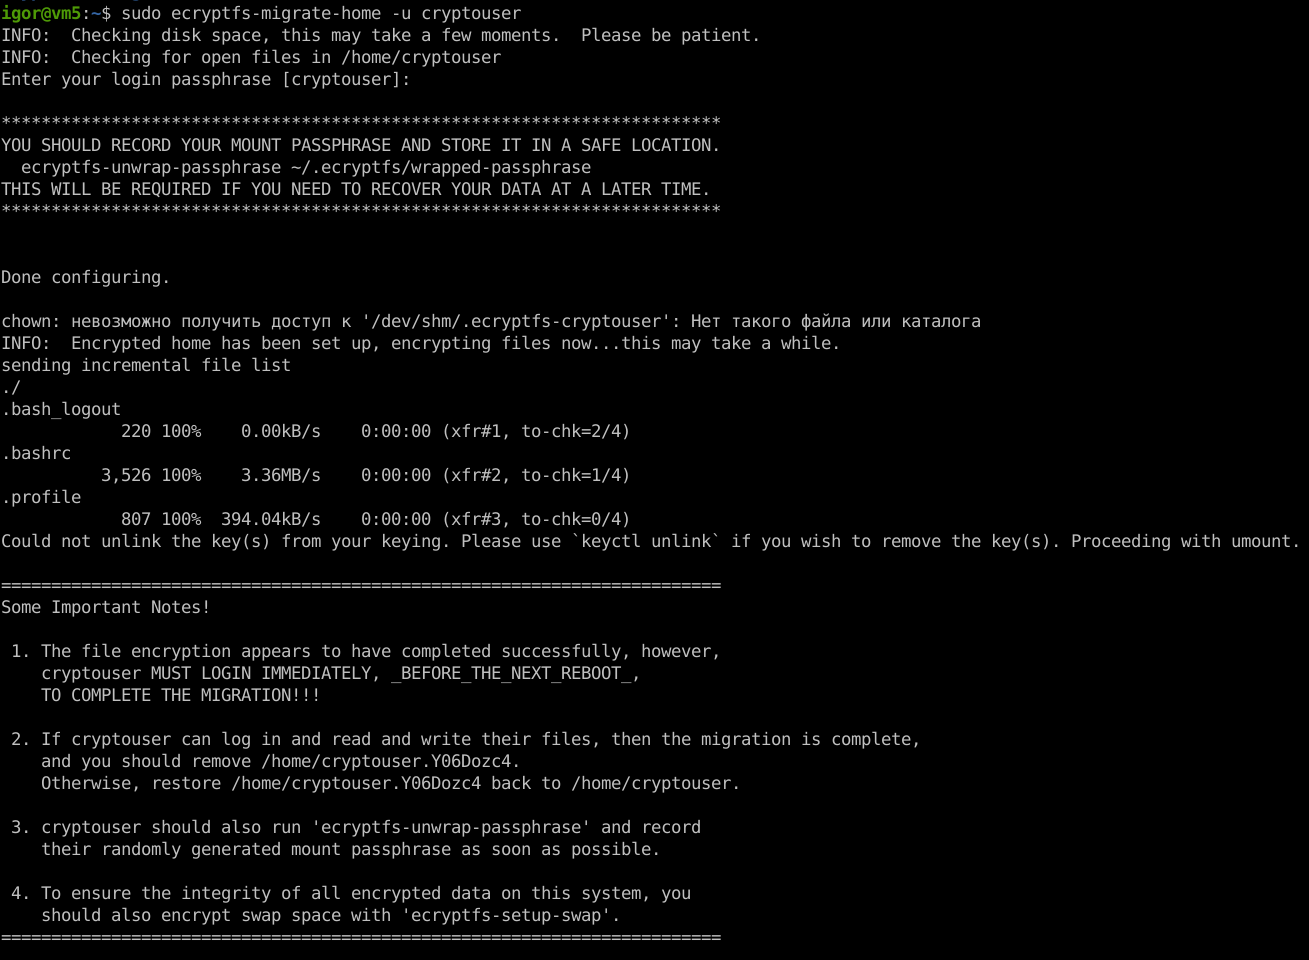 igor@vm5:~$ sudo ecryptfs-migrate-home -u cryptouser
INFO:  Checking disk space, this may take a few moments.  Please be patient.
INFO:  Checking for open files in /home/cryptouser
Enter your login passphrase [cryptouser]:
************************************************************************
YOU SHOULD RECORD YOUR MOUNT PASSPHRASE AND STORE IT IN A SAFE LOCATION.
  ecryptfs-unwrap-passphrase ~/.ecryptfs/wrapped-passphrase
THIS WILL BE REQUIRED IF YOU NEED TO RECOVER YOUR DATA AT A LATER TIME.
************************************************************************
Done configuring.
chown: невозможно получить доступ к '/dev/shm/.ecryptfs-cryptouser': Нет такого файла или каталога
INFO:  Encrypted home has been set up, encrypting files now...this may take a while.
sending incremental file list
./
.bash_logout
            220 100%    0.00kB/s    0:00:00 (xfr#1, to-chk=2/4)
.bashrc
          3,526 100%    3.36MB/s    0:00:00 (xfr#2, to-chk=1/4)
.profile
            807 100%  394.04kB/s    0:00:00 (xfr#3, to-chk=0/4)
Could not unlink the key(s) from your keying. Please use `keyctl unlink` if you wish to remove the key(s). Proceeding with umount.
========================================================================
Some Important Notes!
 1. The file encryption appears to have completed successfully, however,
    cryptouser MUST LOGIN IMMEDIATELY, _BEFORE_THE_NEXT_REBOOT_,
    TO COMPLETE THE MIGRATION!!!
 2. If cryptouser can log in and read and write their files, then the migration is complete,
    and you should remove /home/cryptouser.Y06Dozc4.
    Otherwise, restore /home/cryptouser.Y06Dozc4 back to /home/cryptouser.
 3. cryptouser should also run 'ecryptfs-unwrap-passphrase' and record
    their randomly generated mount passphrase as soon as possible.
 4. To ensure the integrity of all encrypted data on this system, you
    should also encrypt swap space with 'ecryptfs-setup-swap'.
========================================================================